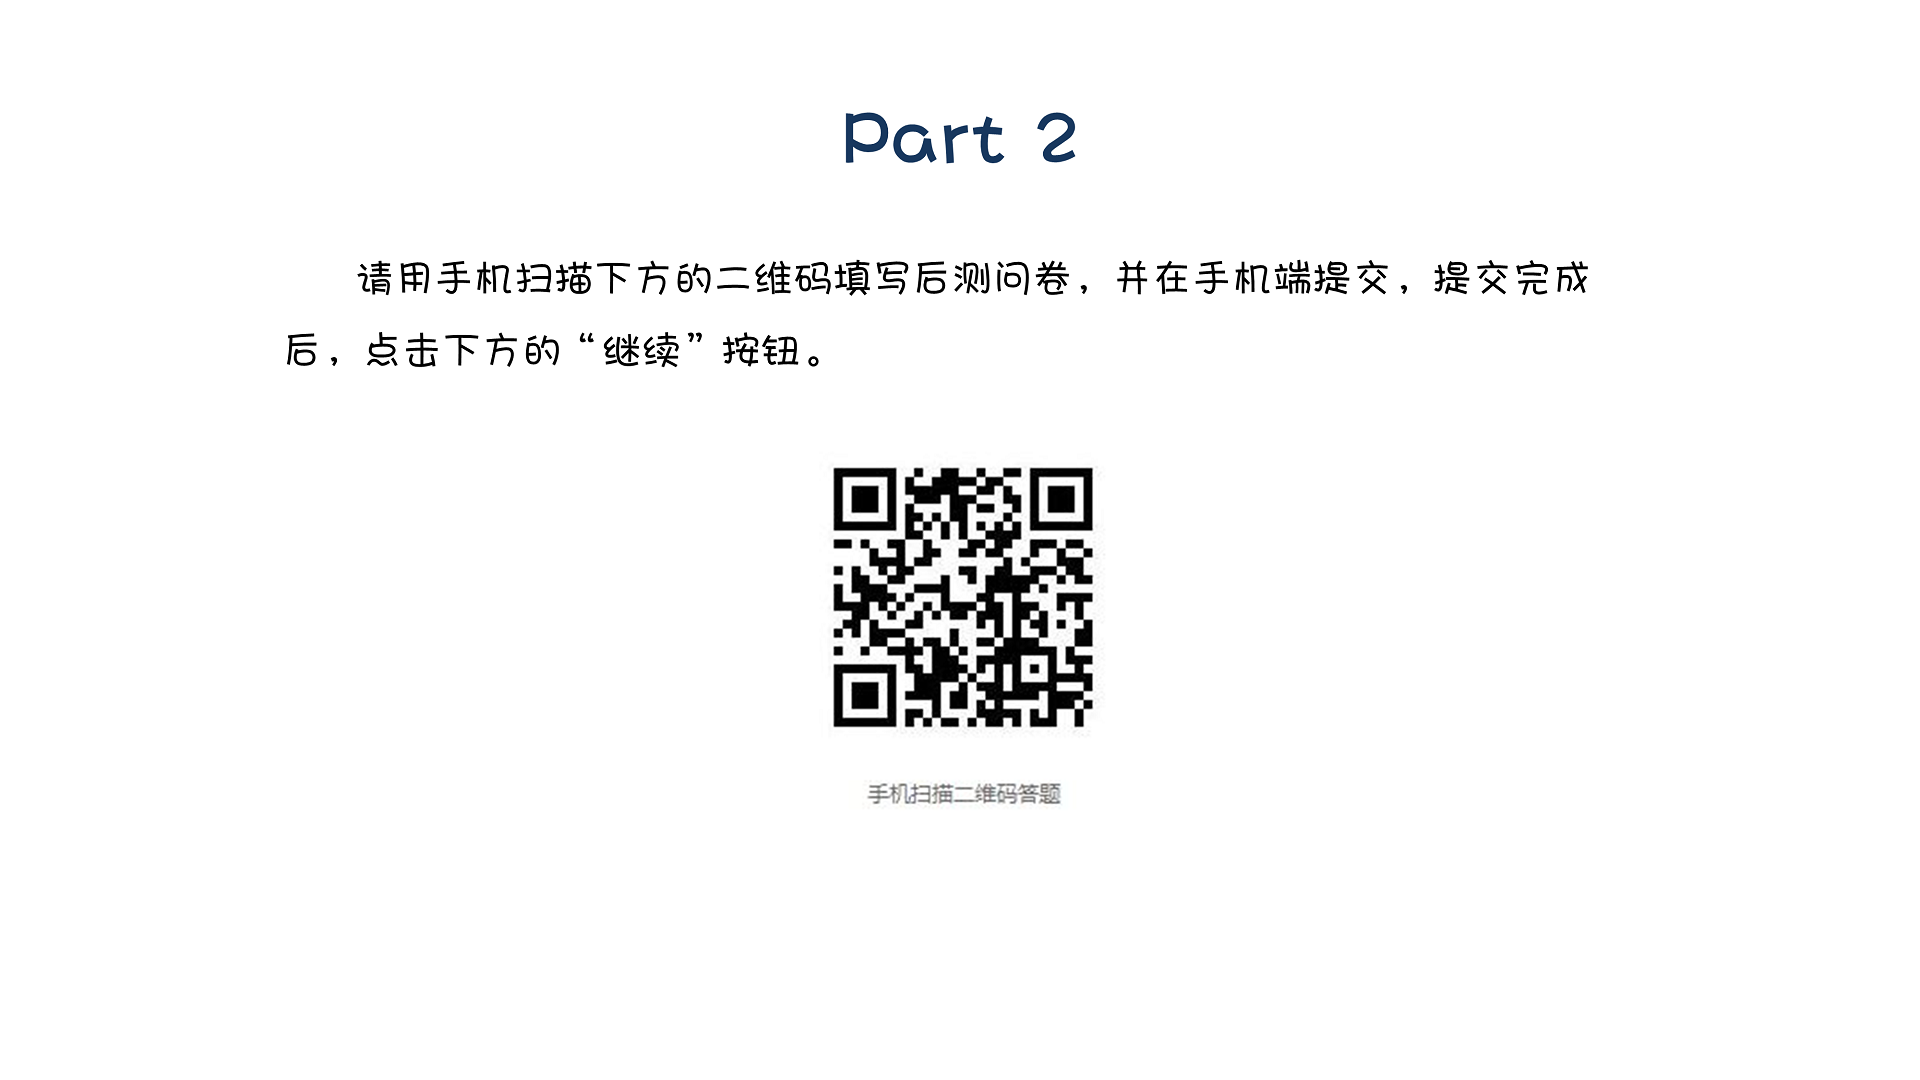 Part 2
请用手机扫描下方的二维码填写后测问卷，并在手机端提交，提交完成
后，点击下方的“继续”按钮。
手机扫描二维码答题